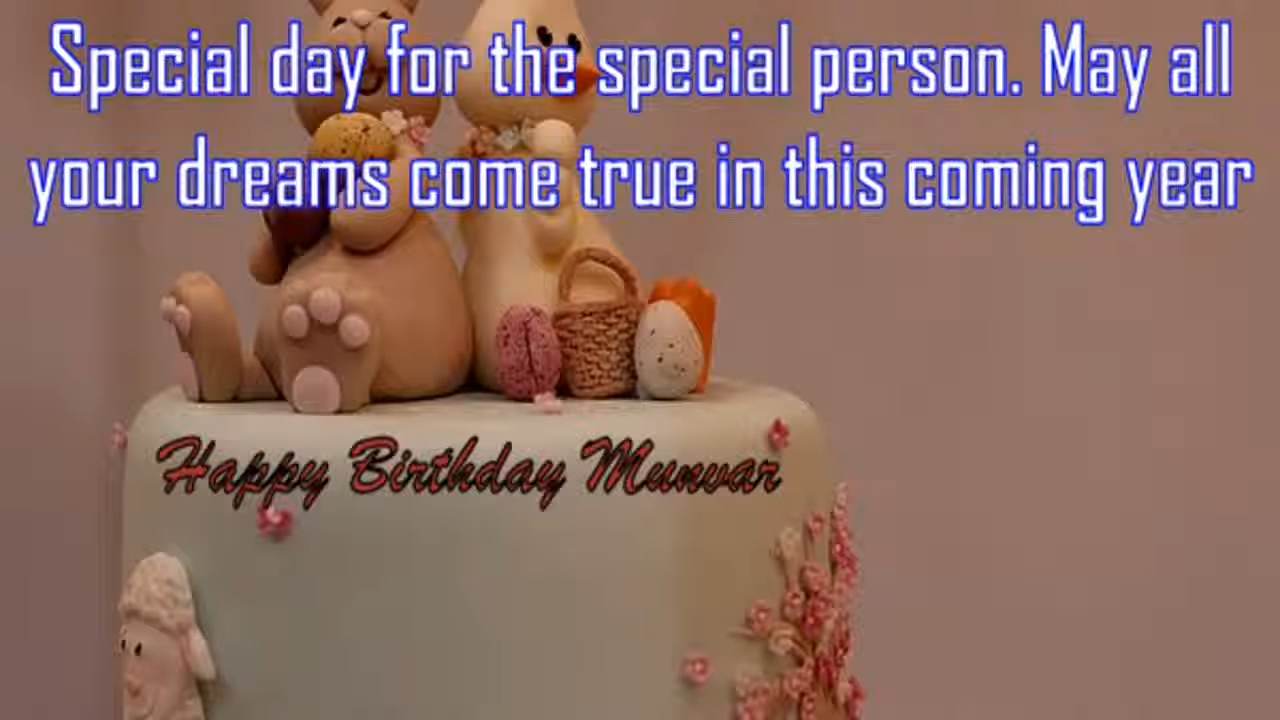 Special day for the special person. May all
your dreams come true in this coming year
Happy Birthday Munvar